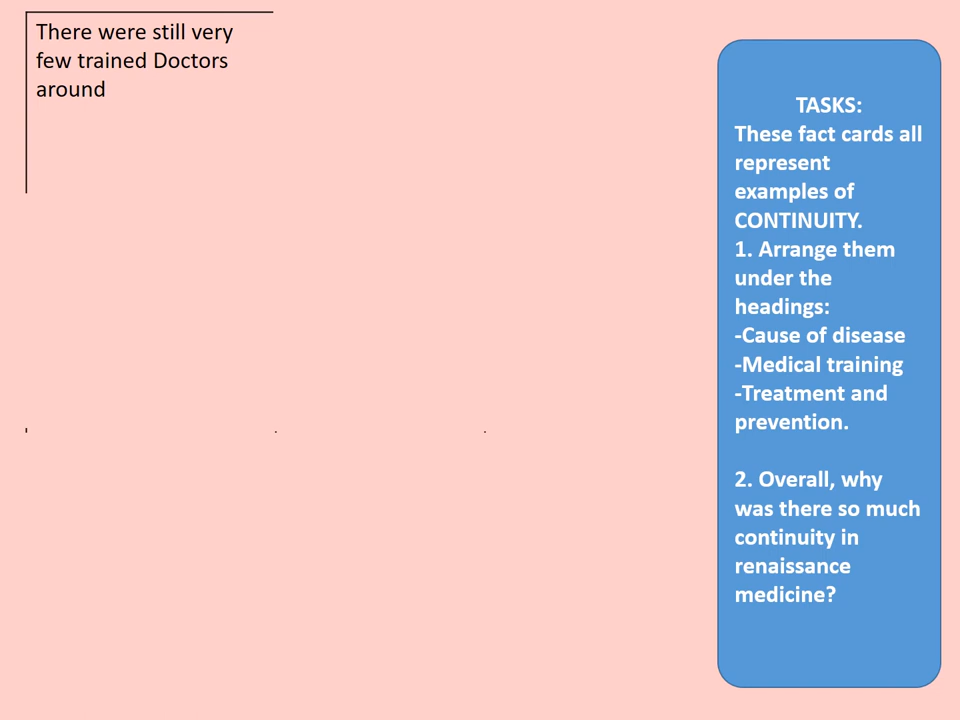 There were still very
few trained Doctors
around
TASKS:
These fact cards all
represent
examples of
CONTINUITY.
1. Arrange them
under the
headings:
-Cause of disease
-Medical training
-Treatment and
prevention.
2. Overall, why
was there so much
continuity in
renaissance
medicine?